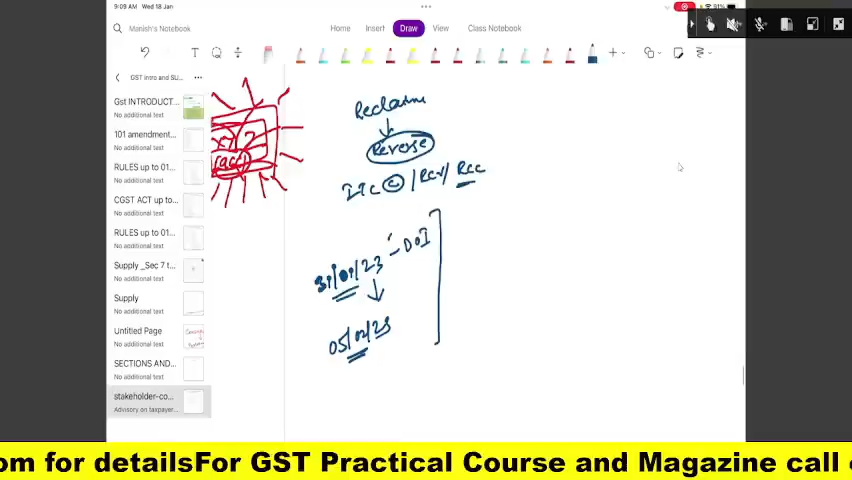 9:09 AM Wed 18 Jan
91%
Manish's Notebook
Home Insert Draw View Class Notebook
GST intro and SU...
Gst INTRODUCT...
No additional text
101 amendment...
No additional text
RULES up to 01...
No additional text
CGST ACT up to...
No additional text
RULES up to 01...
No additional text
Supply _Sec 7 t...
No additional text
Supply
No additional text
Untitled Page
No additional text
SECTIONS AND...
No additional text
stakeholder-co...
Advisory on taxpayer...
Reclaim
Reverse
ITC © / Rev/ RCC
31/01/23 - DOI
05/02/23
om for detailsFor GST Practical Course and Magazine call